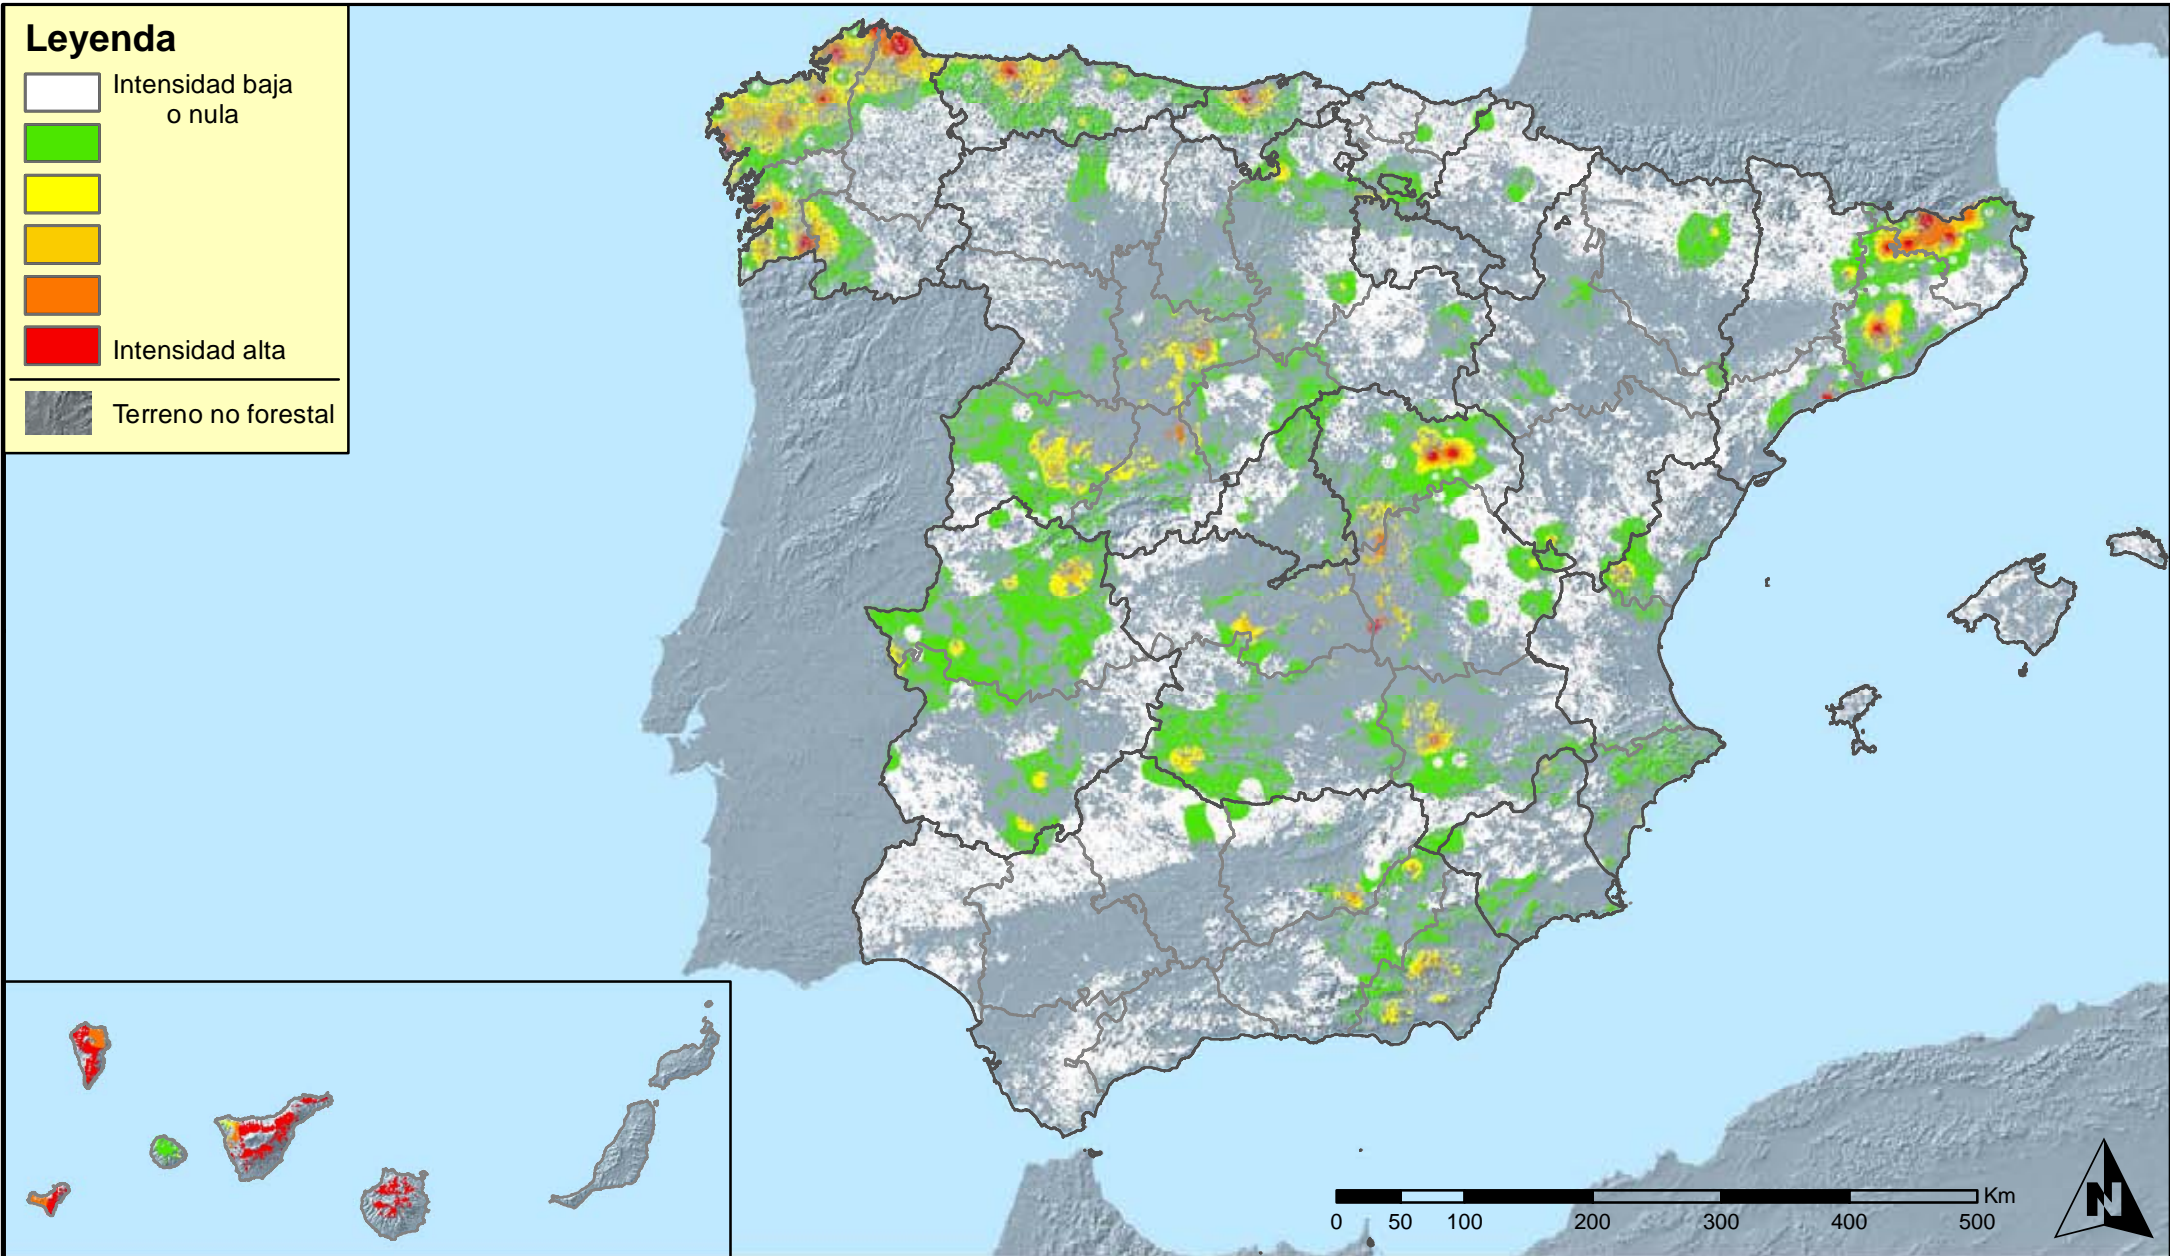 Leyenda
Intensidad baja
o nula
Intensidad alta
Terreno no forestal
Km
0 50 100 200 300 400 500
N